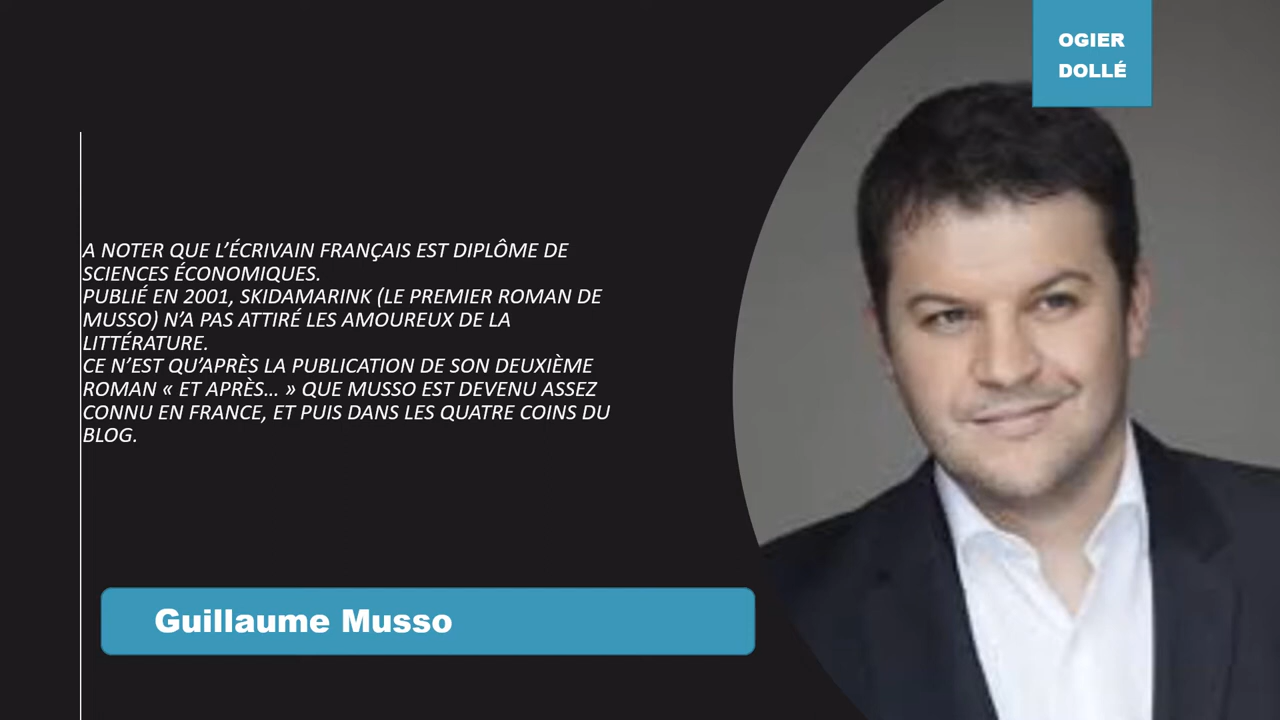 OGIER
DOLLÉ
A NOTER QUE L’ÉCRIVAIN FRANÇAIS EST DIPLÔME DE
SCIENCES ÉCONOMIQUES.
PUBLIÉ EN 2001, SKIDAMARINK (LE PREMIER ROMAN DE
MUSSO) N’A PAS ATTIRÉ LES AMOUREUX DE LA
LITTÉRATURE.
CE N’EST QU’APRÈS LA PUBLICATION DE SON DEUXIÈME
ROMAN « ET APRÈS... » QUE MUSSO EST DEVENU ASSEZ
CONNU EN FRANCE, ET PUIS DANS LES QUATRE COINS DU
BLOG.
Guillaume Musso